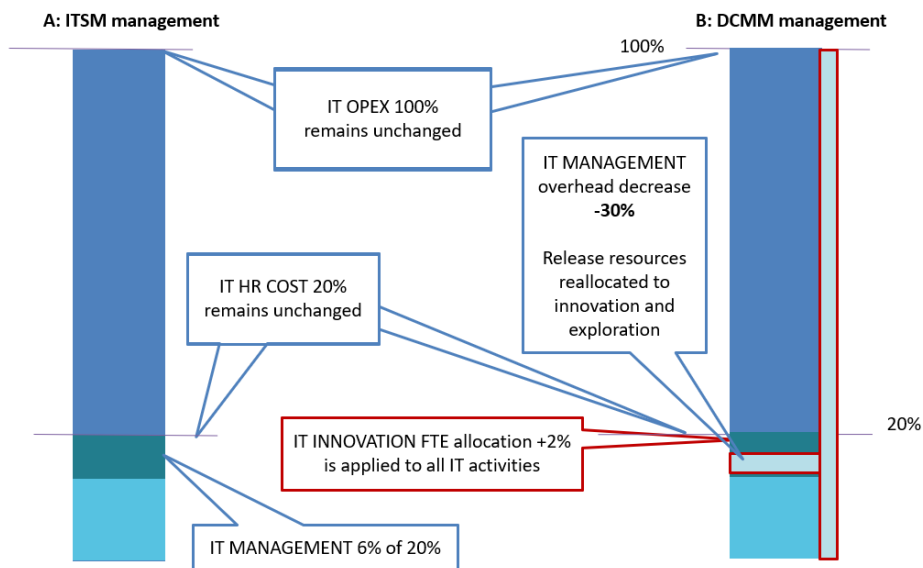 A: ITSM management
B: DCMM management
100%
IT OPEX 100%
remains unchanged
IT MANAGEMENT
overhead decrease
-30%
Release resources
reallocated to
innovation and
exploration
IT HR COST 20%
remains unchanged
20%
IT INNOVATION FTE allocation +2%
is applied to all IT activities
IT MANAGEMENT 6% of 20%